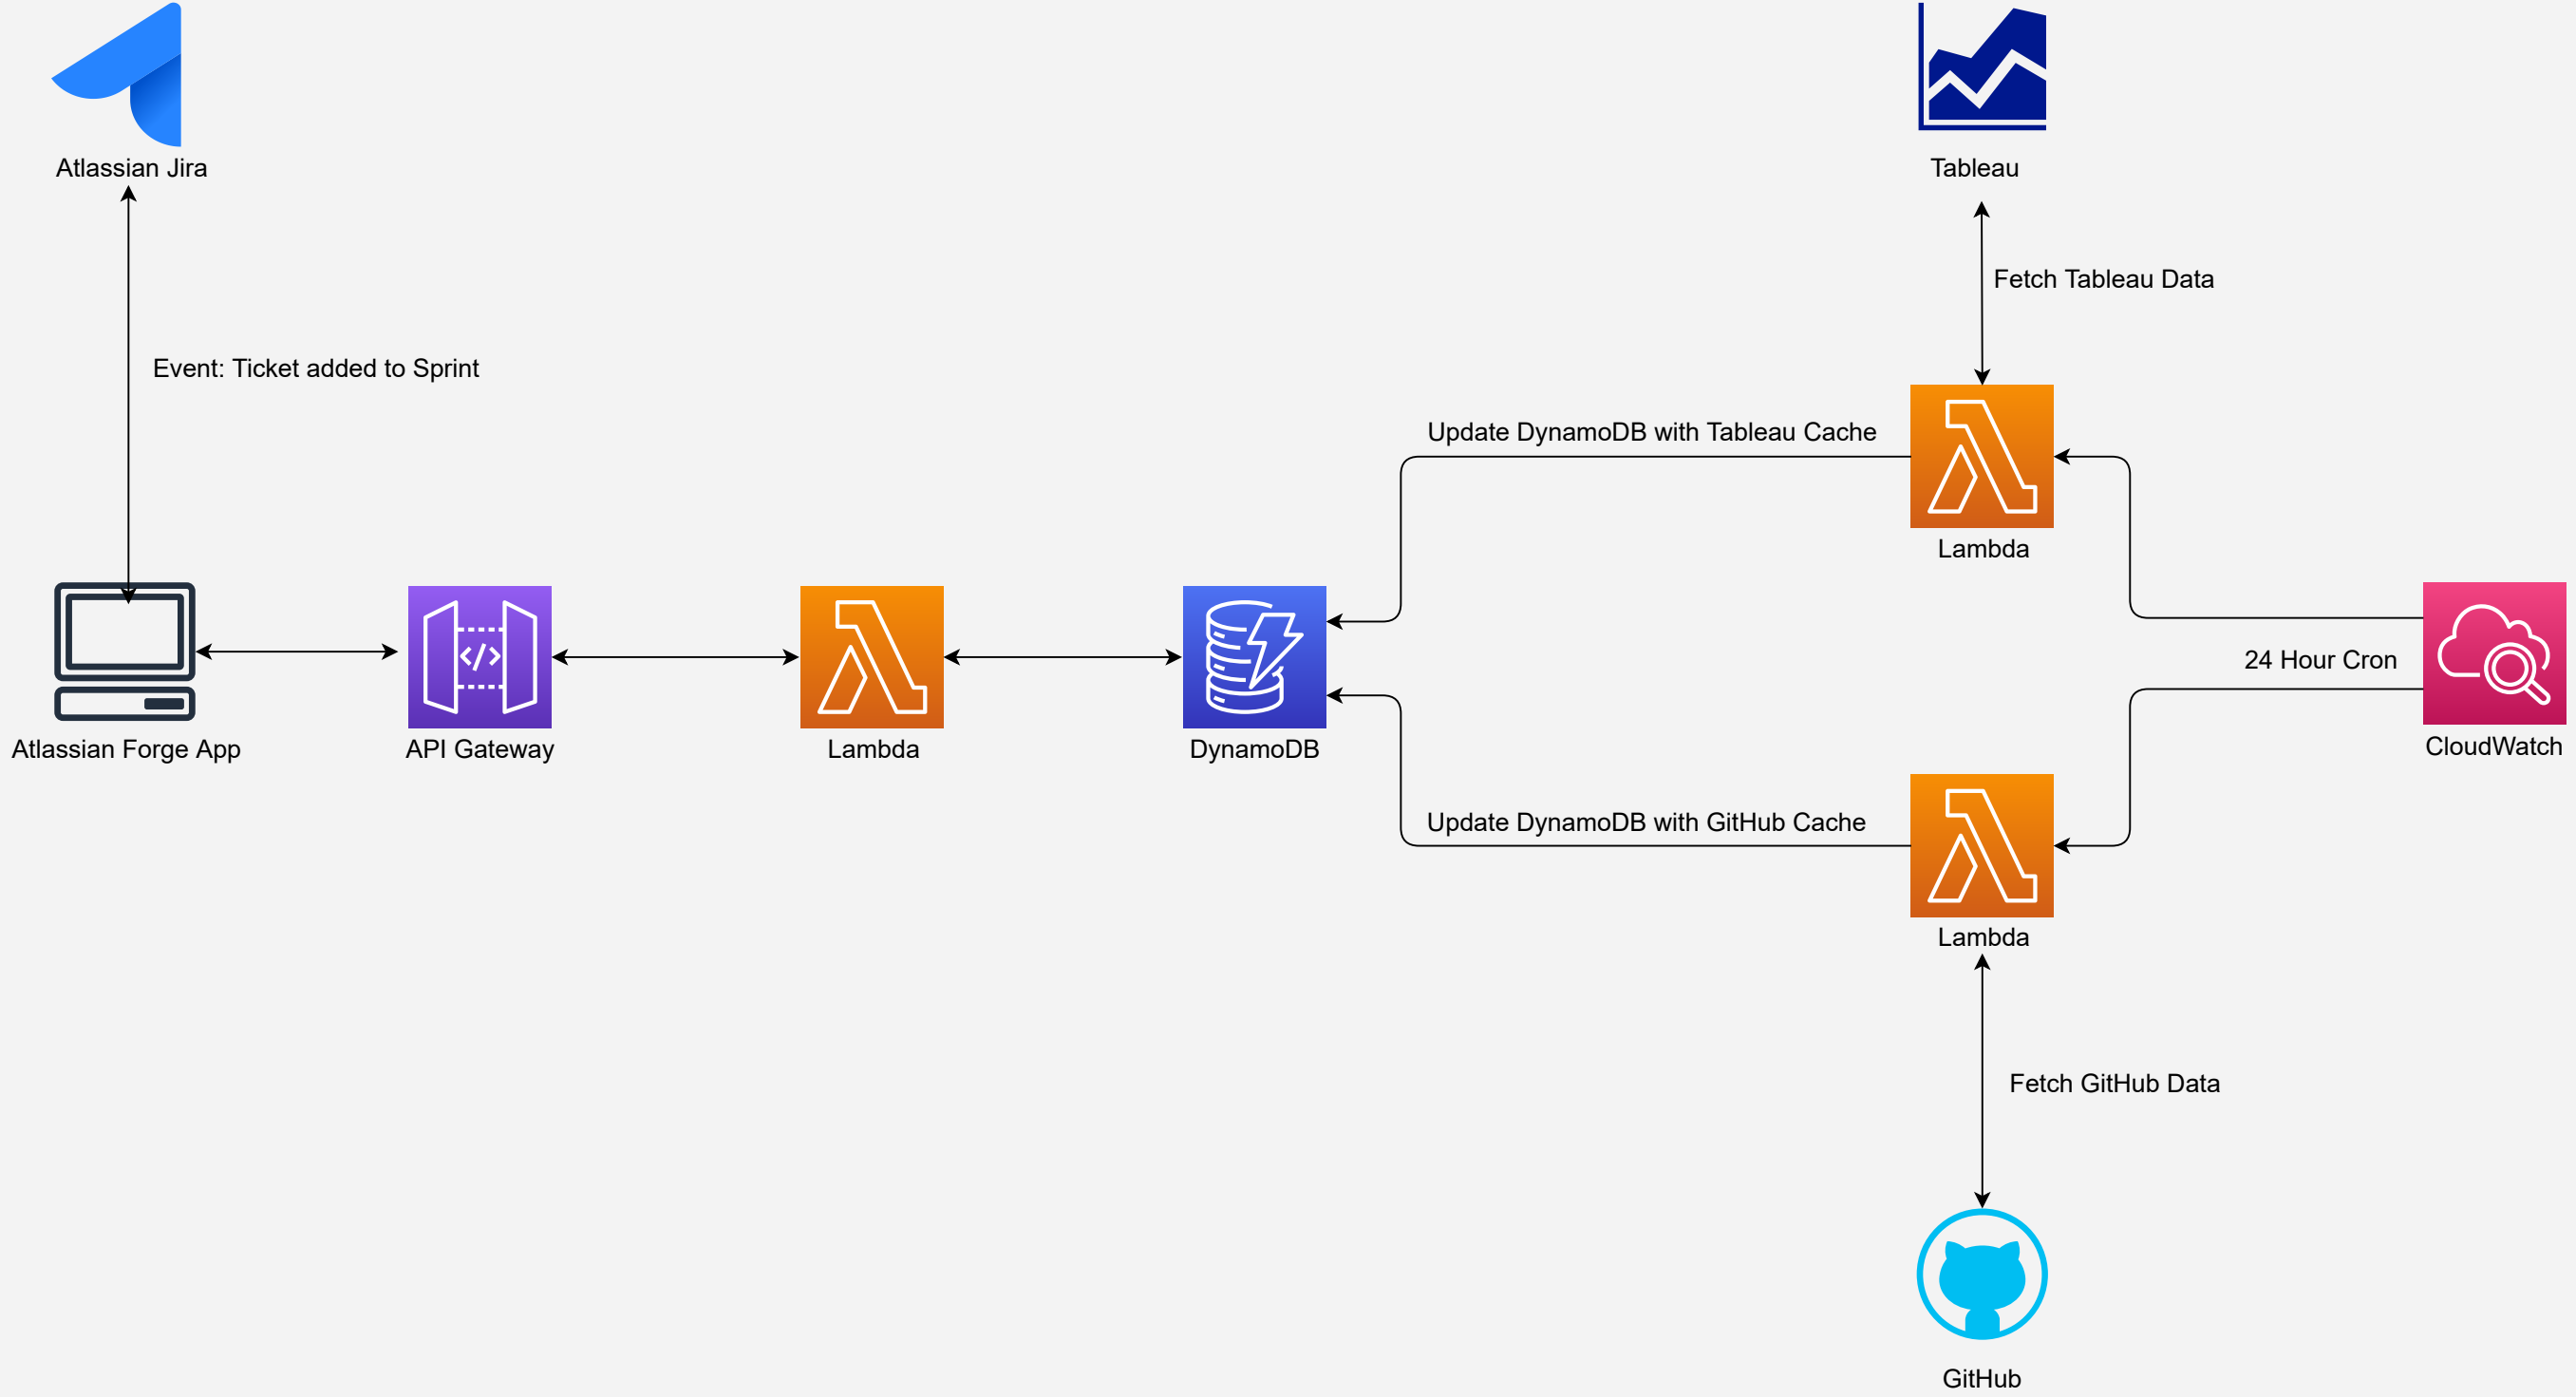 Atlassian Jira
Tableau
Fetch Tableau Data
Event: Ticket added to Sprint
Update DynamoDB with Tableau Cache
Lambda
24 Hour Cron
Atlassian Forge App
API Gateway
Lambda
DynamoDB
CloudWatch
Update DynamoDB with GitHub Cache
Lambda
Fetch GitHub Data
GitHub